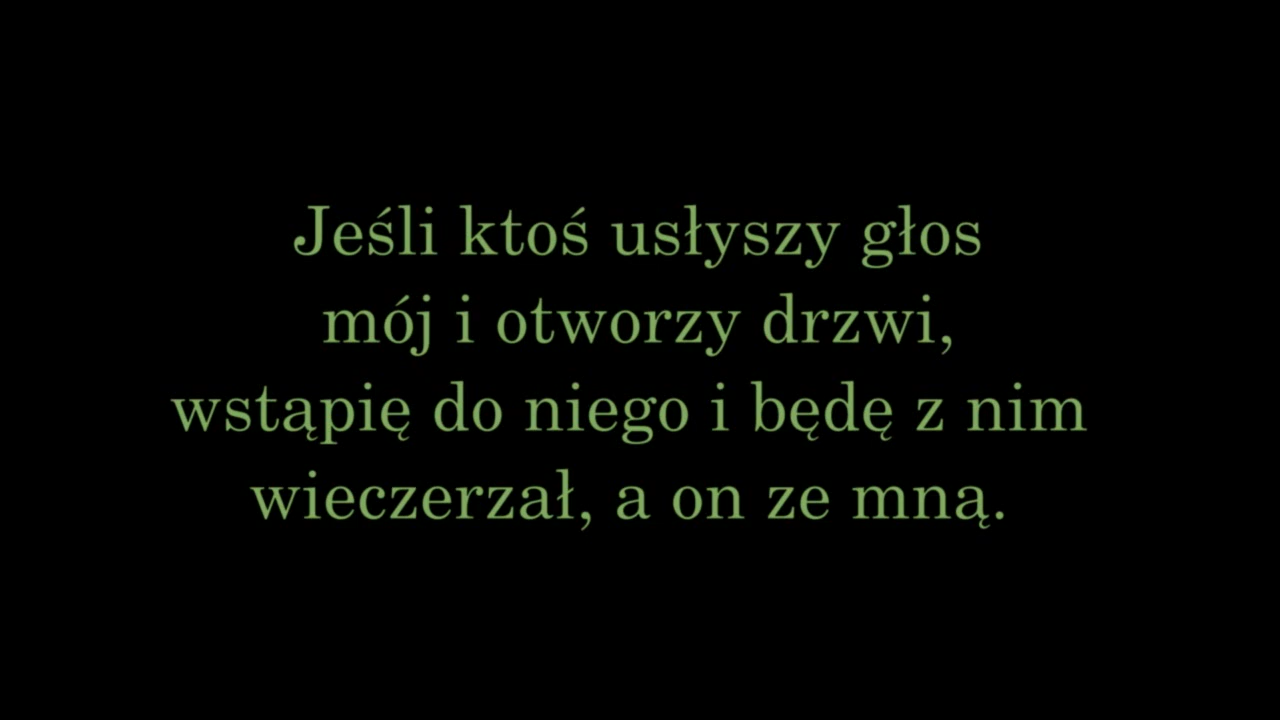 Jeśli ktoś usłyszy głos
mój i otworzy drzwi,
wstąpię do niego i będę z nim
wieczerzał, a on ze mną.